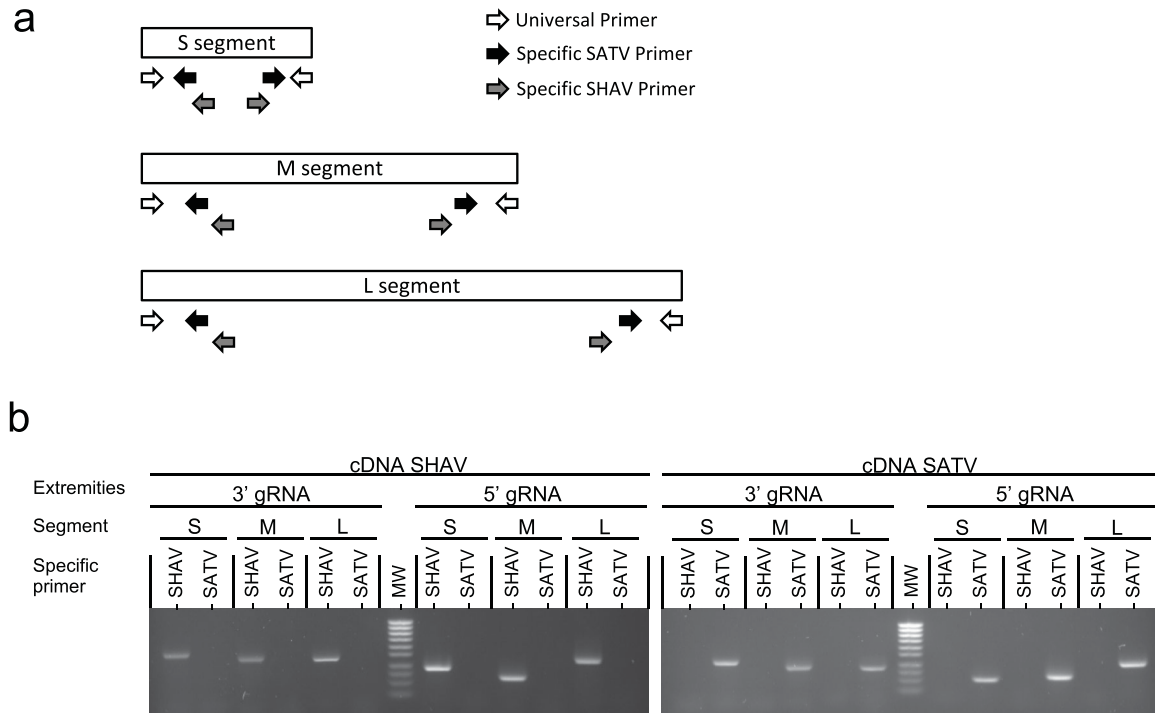 a
S segment
Universal Primer
Specific SATV Primer
Specific SHAV Primer
M segment
L segment
b
cDNA SHAV cDNA SATV
Extremities 3’ gRNA 5’ gRNA 3’ gRNA 5’ gRNA
Segment S M L S M L S M L S M L
Specific primer SHAV SATV SHAV SATV SHAV SATV MW SHAV SATV SHAV SATV SHAV SATV SHAV SATV SHAV SATV SHAV SATV MW SHAV SATV SHAV SATV SHAV SATV